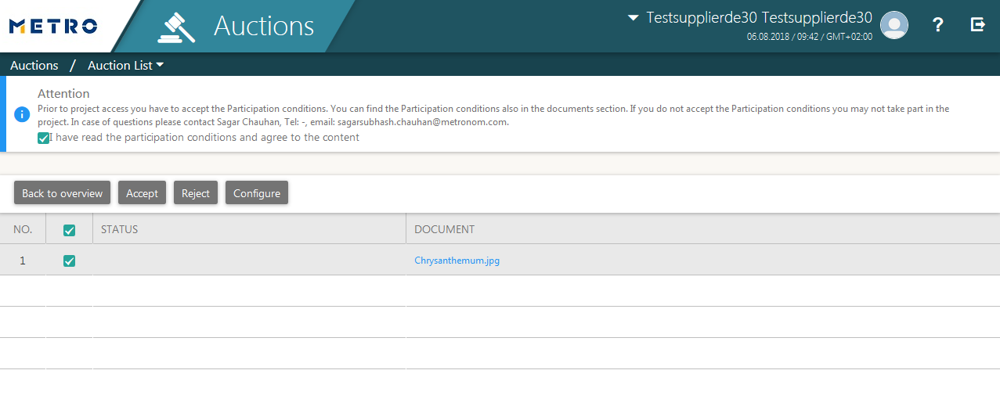 METRO
Auctions
Testsupplierde30 Testsupplierde30
06.08.2018 / 09:42 / GMT+02:00
?
Auctions / Auction List
Attention
Prior to project access you have to accept the Participation conditions. You can find the Participation conditions also in the documents section. If you do not accept the Participation conditions you may not take part in the
project. In case of questions please contact Sagar Chauhan, Tel: -, email: sagarsubhash.chauhan@metronom.com.
I have read the participation conditions and agree to the content
Back to overview Accept Reject Configure
NO. STATUS DOCUMENT
1 Chrysanthemum.jpg